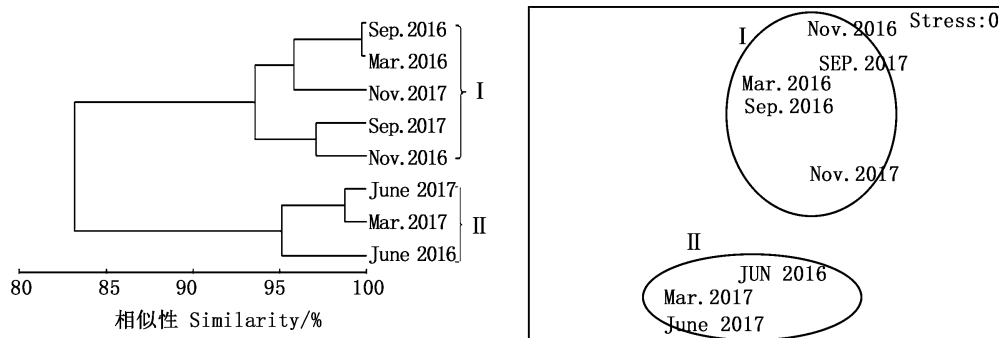 Sep.2016
Mar.2016
Nov.2017
Sep.2017
Nov.2016
I
June 2017
Mar.2017
June 2016
II
80 85 90 95 100
相似性 Similarity/%
Stress:0
I
Nov.2016
SEP.2017
Mar.2016
Sep.2016
Nov.2017
II
JUN 2016
Mar.2017
June 2017